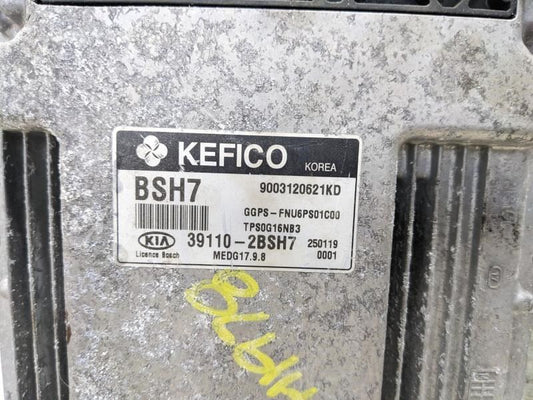 KEFICO KOREA
BSH7 9003120621KD
GGPS-FNU6PS01C00
TPS0G16NB3
KIA 39110-2BSH7 250119
Licence Bosch MEDG17.9.8 0001